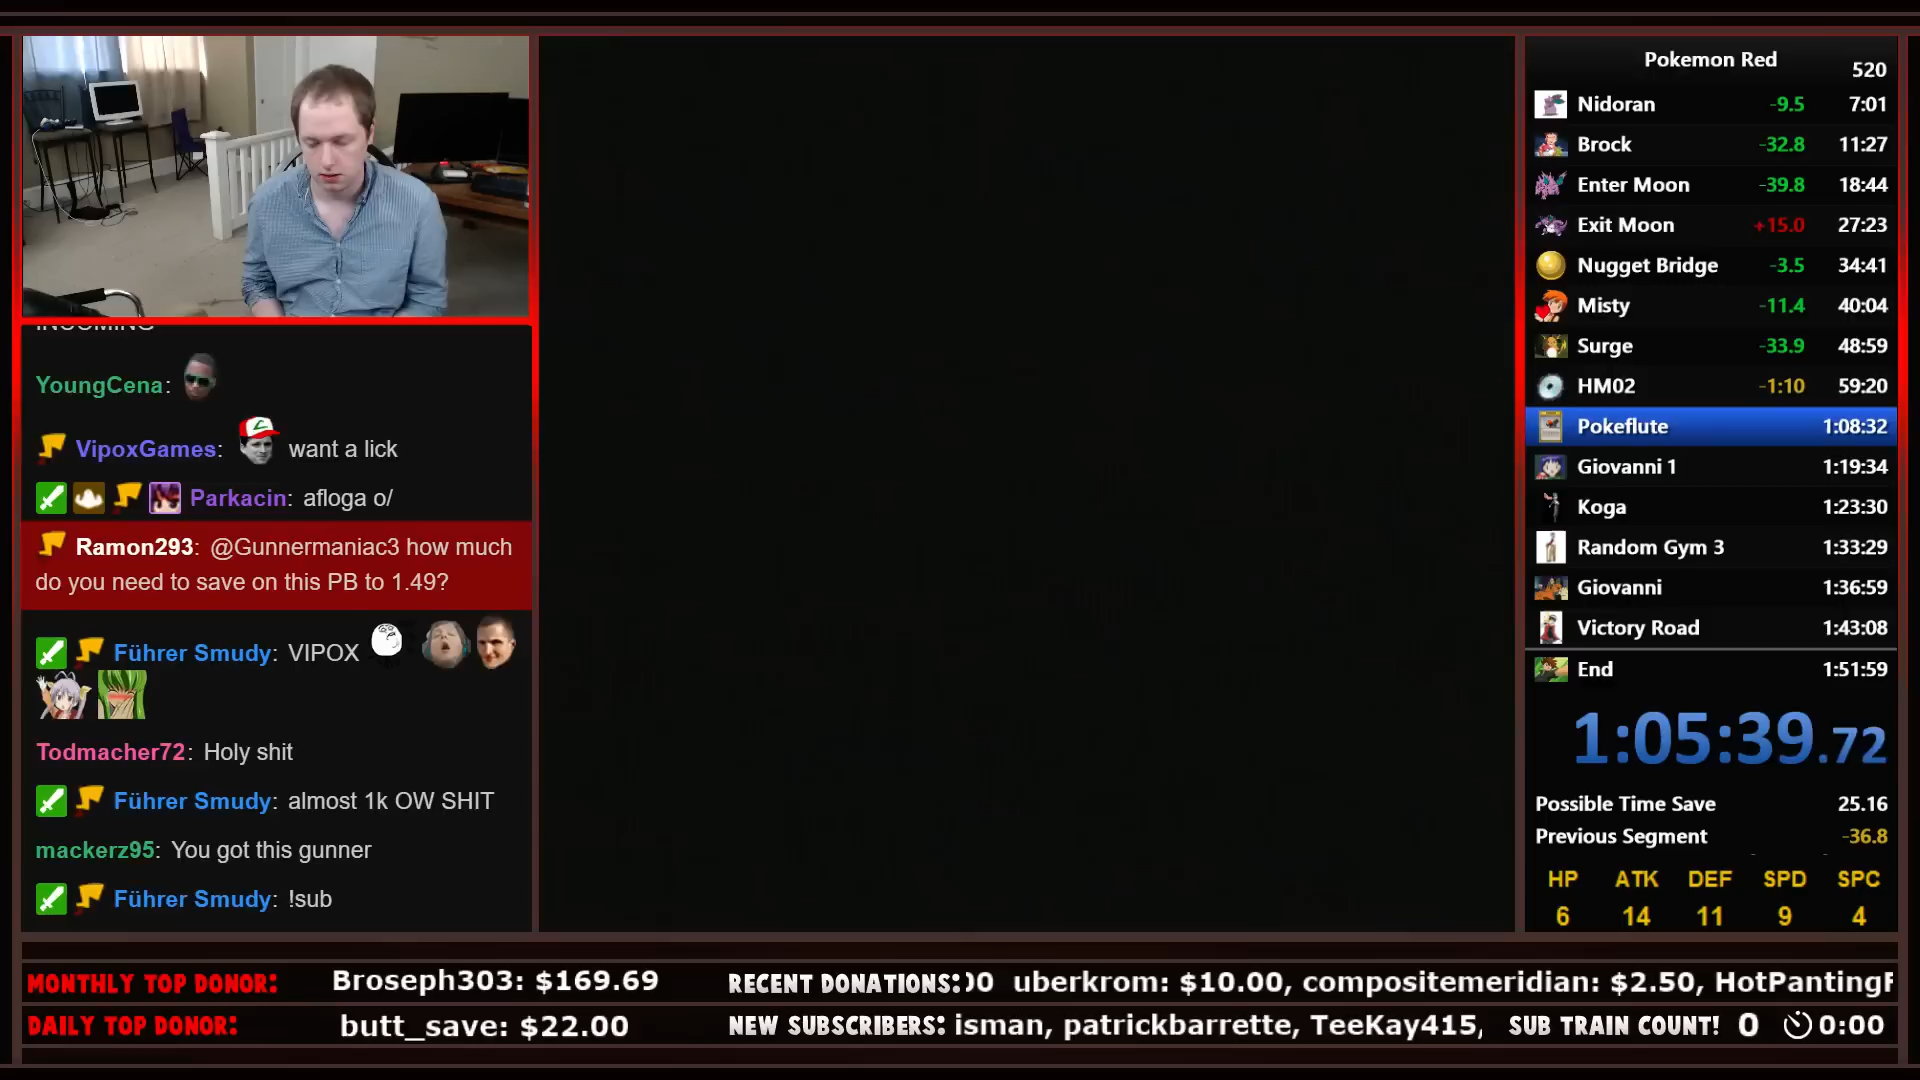 INCOMING
YoungCena:
VipoxGames: want a lick
Parkacin: afloga o/
Ramon293: @Gunnermaniac3 how much
do you need to save on this PB to 1.49?
Führer Smudy: VIPOX
Todmacher72: Holy shit
Führer Smudy: almost 1k OW SHIT
mackerz95: You got this gunner
Führer Smudy: !sub
Pokemon Red
520
Nidoran -9.5 7:01
Brock -32.8 11:27
Enter Moon -39.8 18:44
Exit Moon +15.0 27:23
Nugget Bridge -3.5 34:41
Misty -11.4 40:04
Surge -33.9 48:59
HM02 -1:10 59:20
Pokeflute 1:08:32
Giovanni 1 1:19:34
Koga 1:23:30
Random Gym 3 1:33:29
Giovanni 1:36:59
Victory Road 1:43:08
End 1:51:59
1:05:39.72
Possible Time Save 25.16
Previous Segment -36.8
HP ATK DEF SPD SPC
6 14 11 9 4
MONTHLY TOP DONOR: Broseph303: $169.69
RECENT DONATIONS: 00 uberkrom: $10.00, compositemeridian: $2.50, HotPantingF
DAILY TOP DONOR: butt_save: $22.00
NEW SUBSCRIBERS: isman, patrickbarrette, TeeKay415,
SUB TRAIN COUNT! 0 0:00